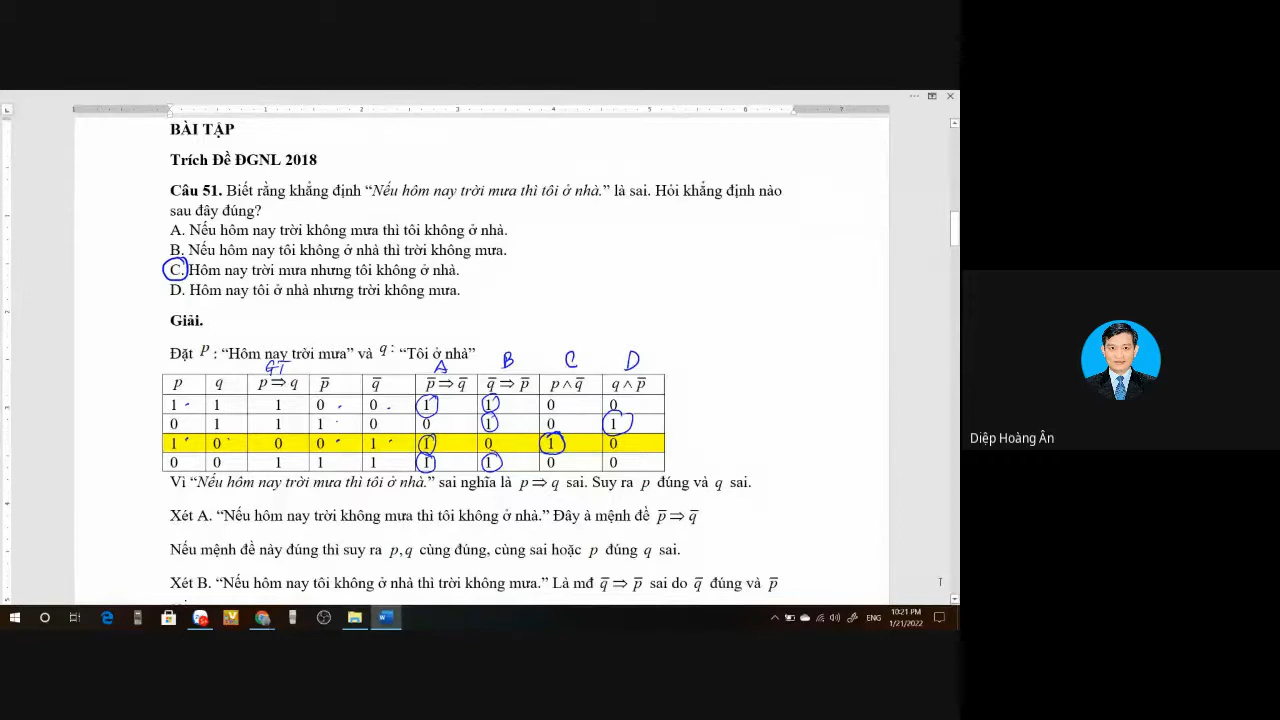 BÀI TẬP
Trích Đề ĐGNL 2018
Câu 51. Biết rằng khẳng định “Nếu hôm nay trời mưa thì tôi ở nhà.” là sai. Hỏi khẳng định nào
sau đây đúng?
A. Nếu hôm nay trời không mưa thì tôi không ở nhà.
B. Nếu hôm nay tôi không ở nhà thì trời không mưa.
C. Hôm nay trời mưa nhưng tôi không ở nhà.
D. Hôm nay tôi ở nhà nhưng trời không mưa.
Giải.
Đặt p : “Hôm nay trời mưa” và q : “Tôi ở nhà”
GT A B C D
p q p ⇒ q p̅ q̅ p̅ ⇒ q̅ q̅ ⇒ p̅ p ∧ q̅ q ∧ p̅
1 1 1 0 0 1 1 0 0
0 1 1 1 0 0 1 0 1
1 0 0 0 1 1 0 1 0
0 0 1 1 1 1 1 0 0
Vì “Nếu hôm nay trời mưa thì tôi ở nhà.” sai nghĩa là p ⇒ q sai. Suy ra p đúng và q sai.
Xét A. “Nếu hôm nay trời không mưa thì tôi không ở nhà.” Đây à mệnh đề p̅ ⇒ q̅
Nếu mệnh đề này đúng thì suy ra p, q cùng đúng, cùng sai hoặc p đúng q sai.
Xét B. “Nếu hôm nay tôi không ở nhà thì trời không mưa.” Là mđ q̅ ⇒ p̅ sai do q̅ đúng và p̅
Diệp Hoàng Ân
ENG
10:21 PM
1/21/2022